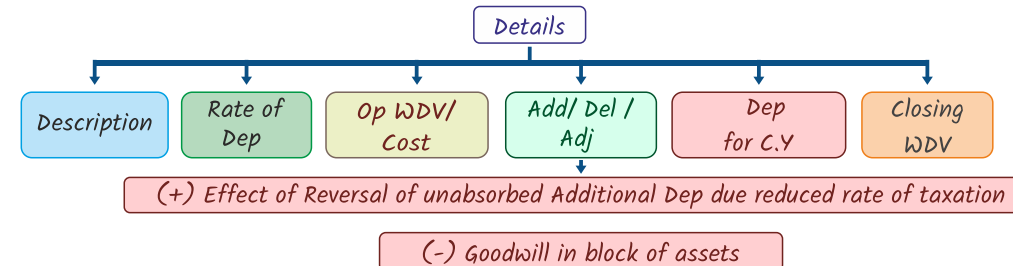 Details
Description
Rate of
Dep
Op WDV/
Cost
Add/ Del /
Adj
Dep
for C.Y
Closing
WDV
(+) Effect of Reversal of unabsorbed Additional Dep due reduced rate of taxation
(-) Goodwill in block of assets